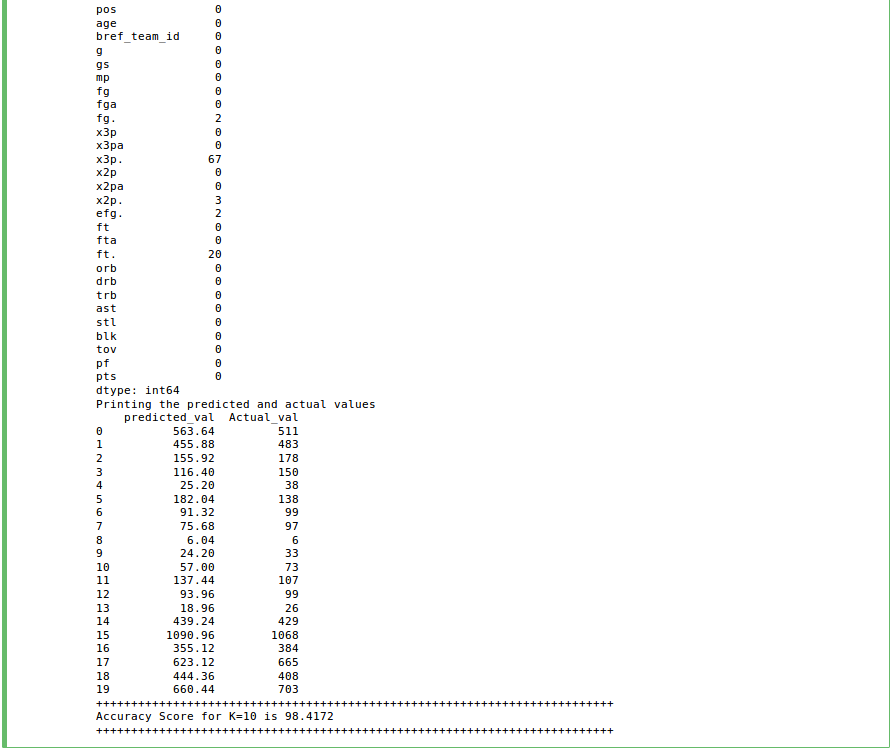 pos 0
age 0
bref_team_id 0
g 0
gs 0
mp 0
fg 0
fga 0
fg. 2
x3p 0
x3pa 0
x3p. 67
x2p 0
x2pa 0
x2p. 3
efg. 2
ft 0
fta 0
ft. 20
orb 0
drb 0
trb 0
ast 0
stl 0
blk 0
tov 0
pf 0
pts 0
dtype: int64
Printing the predicted and actual values
predicted_val Actual_val
0 563.64 511
1 455.88 483
2 155.92 178
3 116.40 150
4 25.20 38
5 182.04 138
6 91.32 99
7 75.68 97
8 6.04 6
9 24.20 33
10 57.00 73
11 137.44 107
12 93.96 99
13 18.96 26
14 439.24 429
15 1090.96 1068
16 355.12 384
17 623.12 665
18 444.36 408
19 660.44 703
++++++++++++++++++++++++++++++++++++++++++++++++++++++++++++++++++++++++++
Accuracy Score for K=10 is 98.4172
++++++++++++++++++++++++++++++++++++++++++++++++++++++++++++++++++++++++++